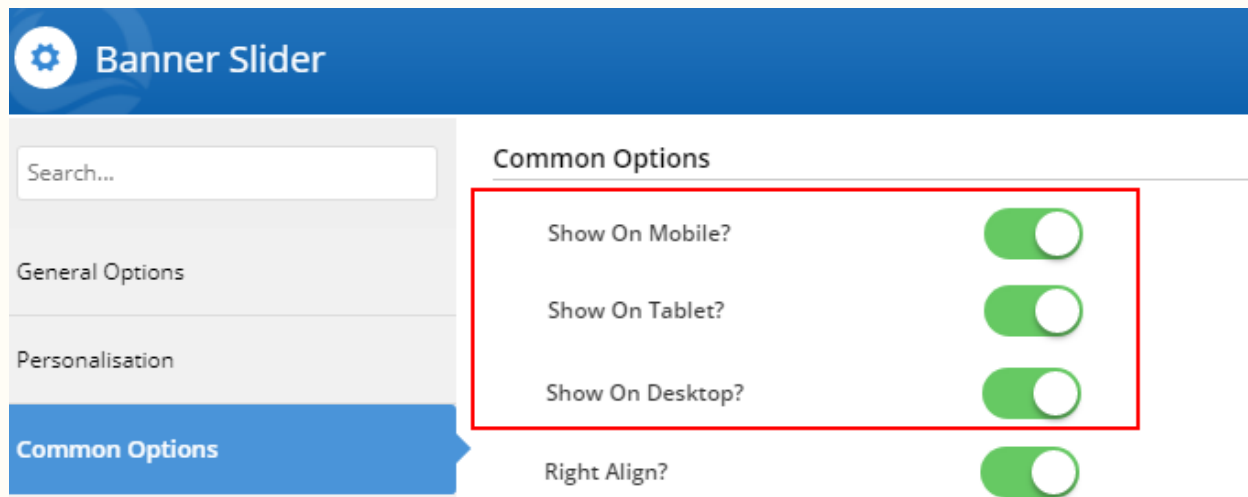 Banner Slider
Search...
General Options
Personalisation
Common Options
Common Options
Show On Mobile?
Show On Tablet?
Show On Desktop?
Right Align?